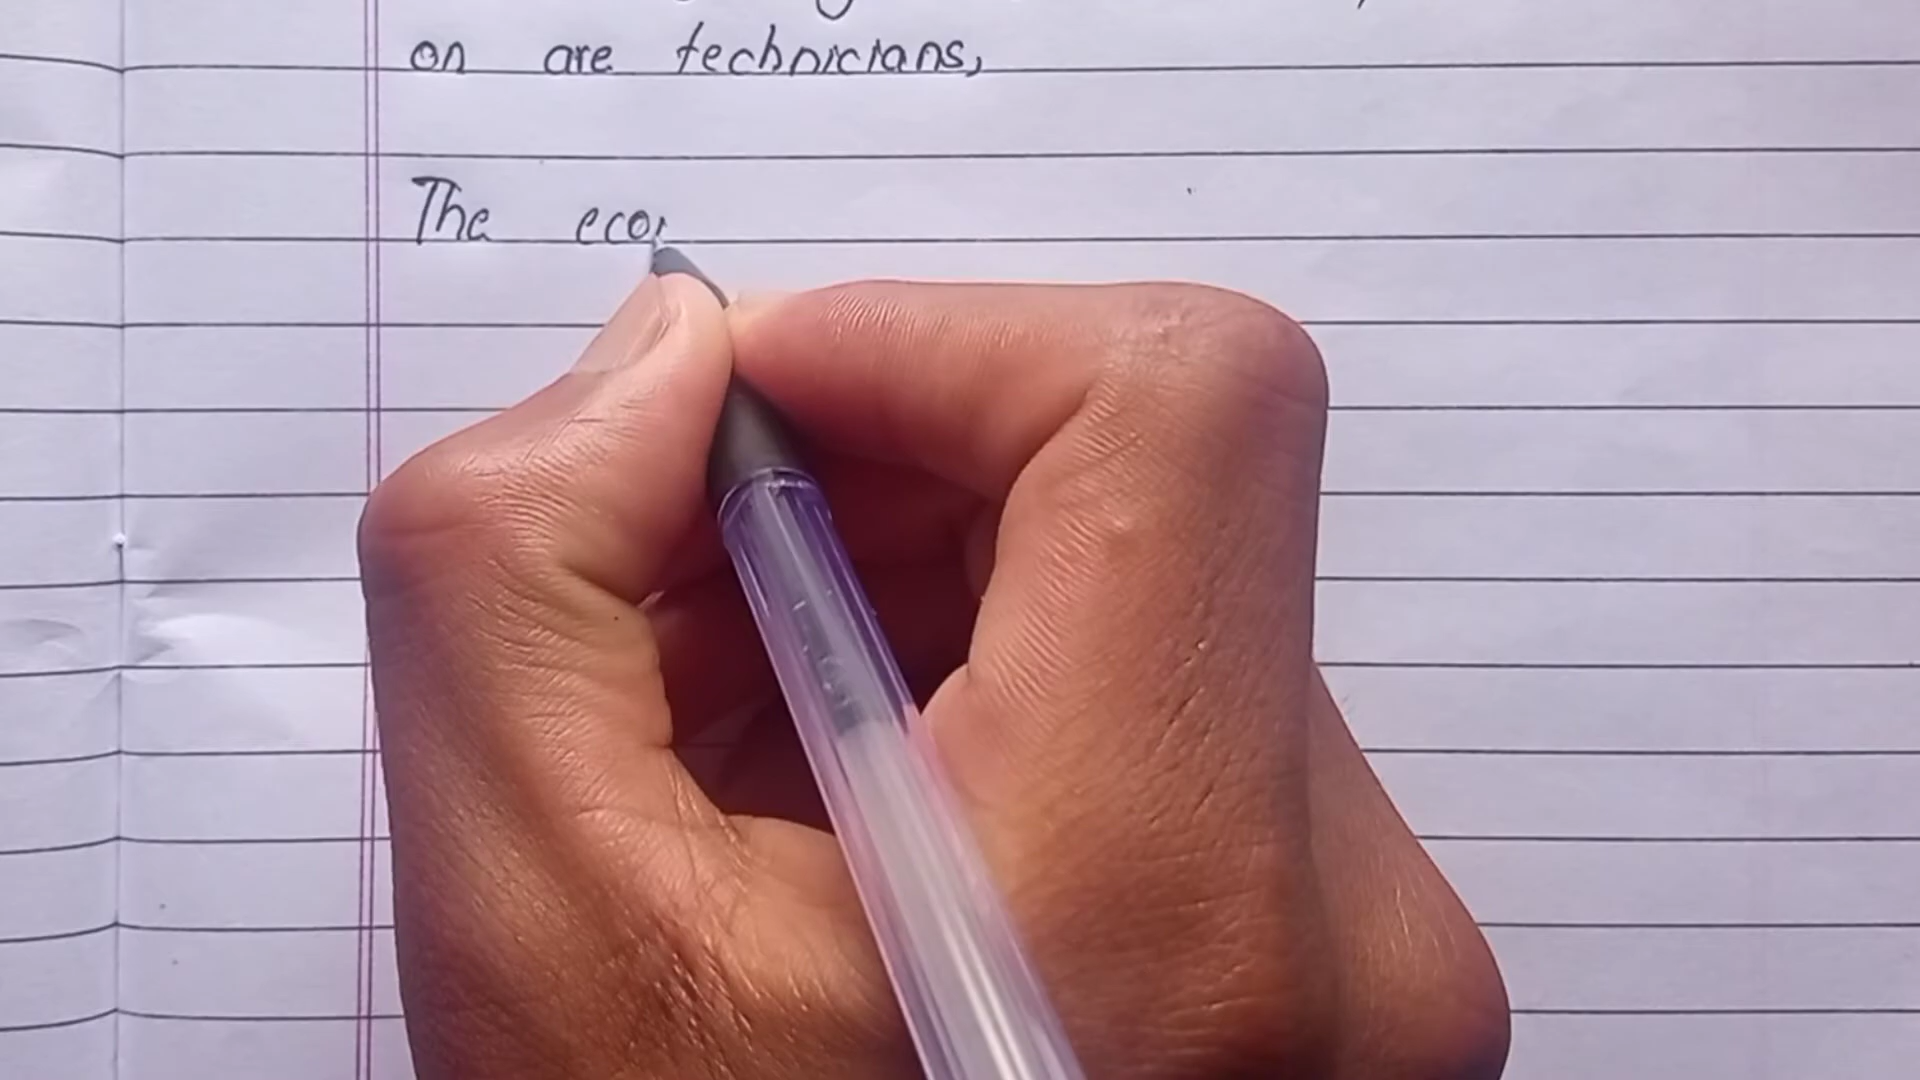 on are technicians,
The eco